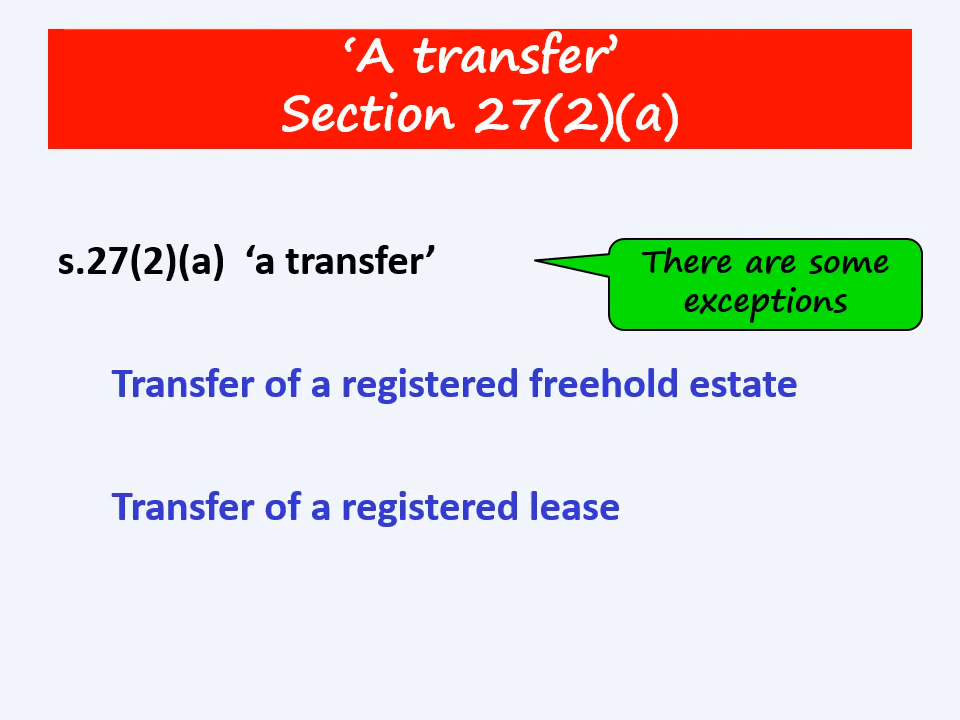 ‘A transfer’
Section 27(2)(a)
s.27(2)(a) ‘a transfer’
There are some
exceptions
Transfer of a registered freehold estate
Transfer of a registered lease